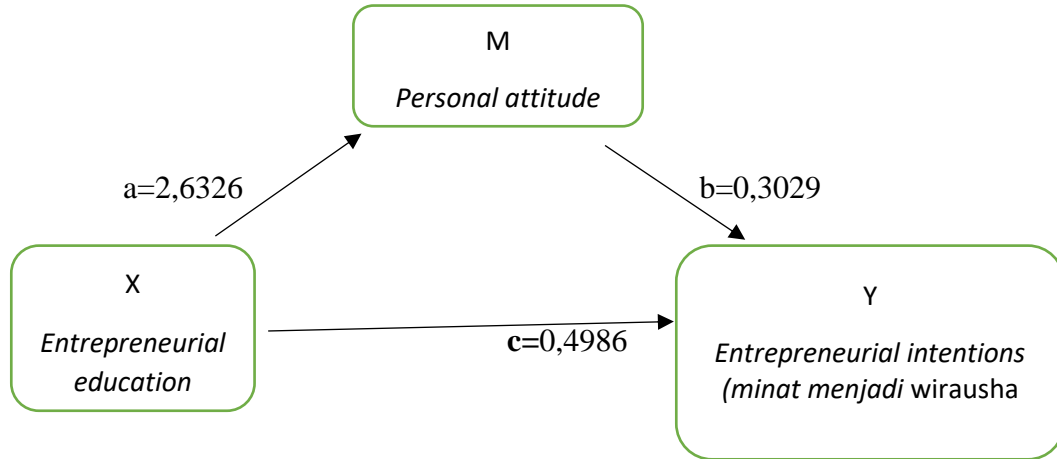 M
Personal attitude
a=2,6326
b=0,3029
X
Entrepreneurial
education
c=0,4986
Y
Entrepreneurial intentions
(minat menjadi wirausha